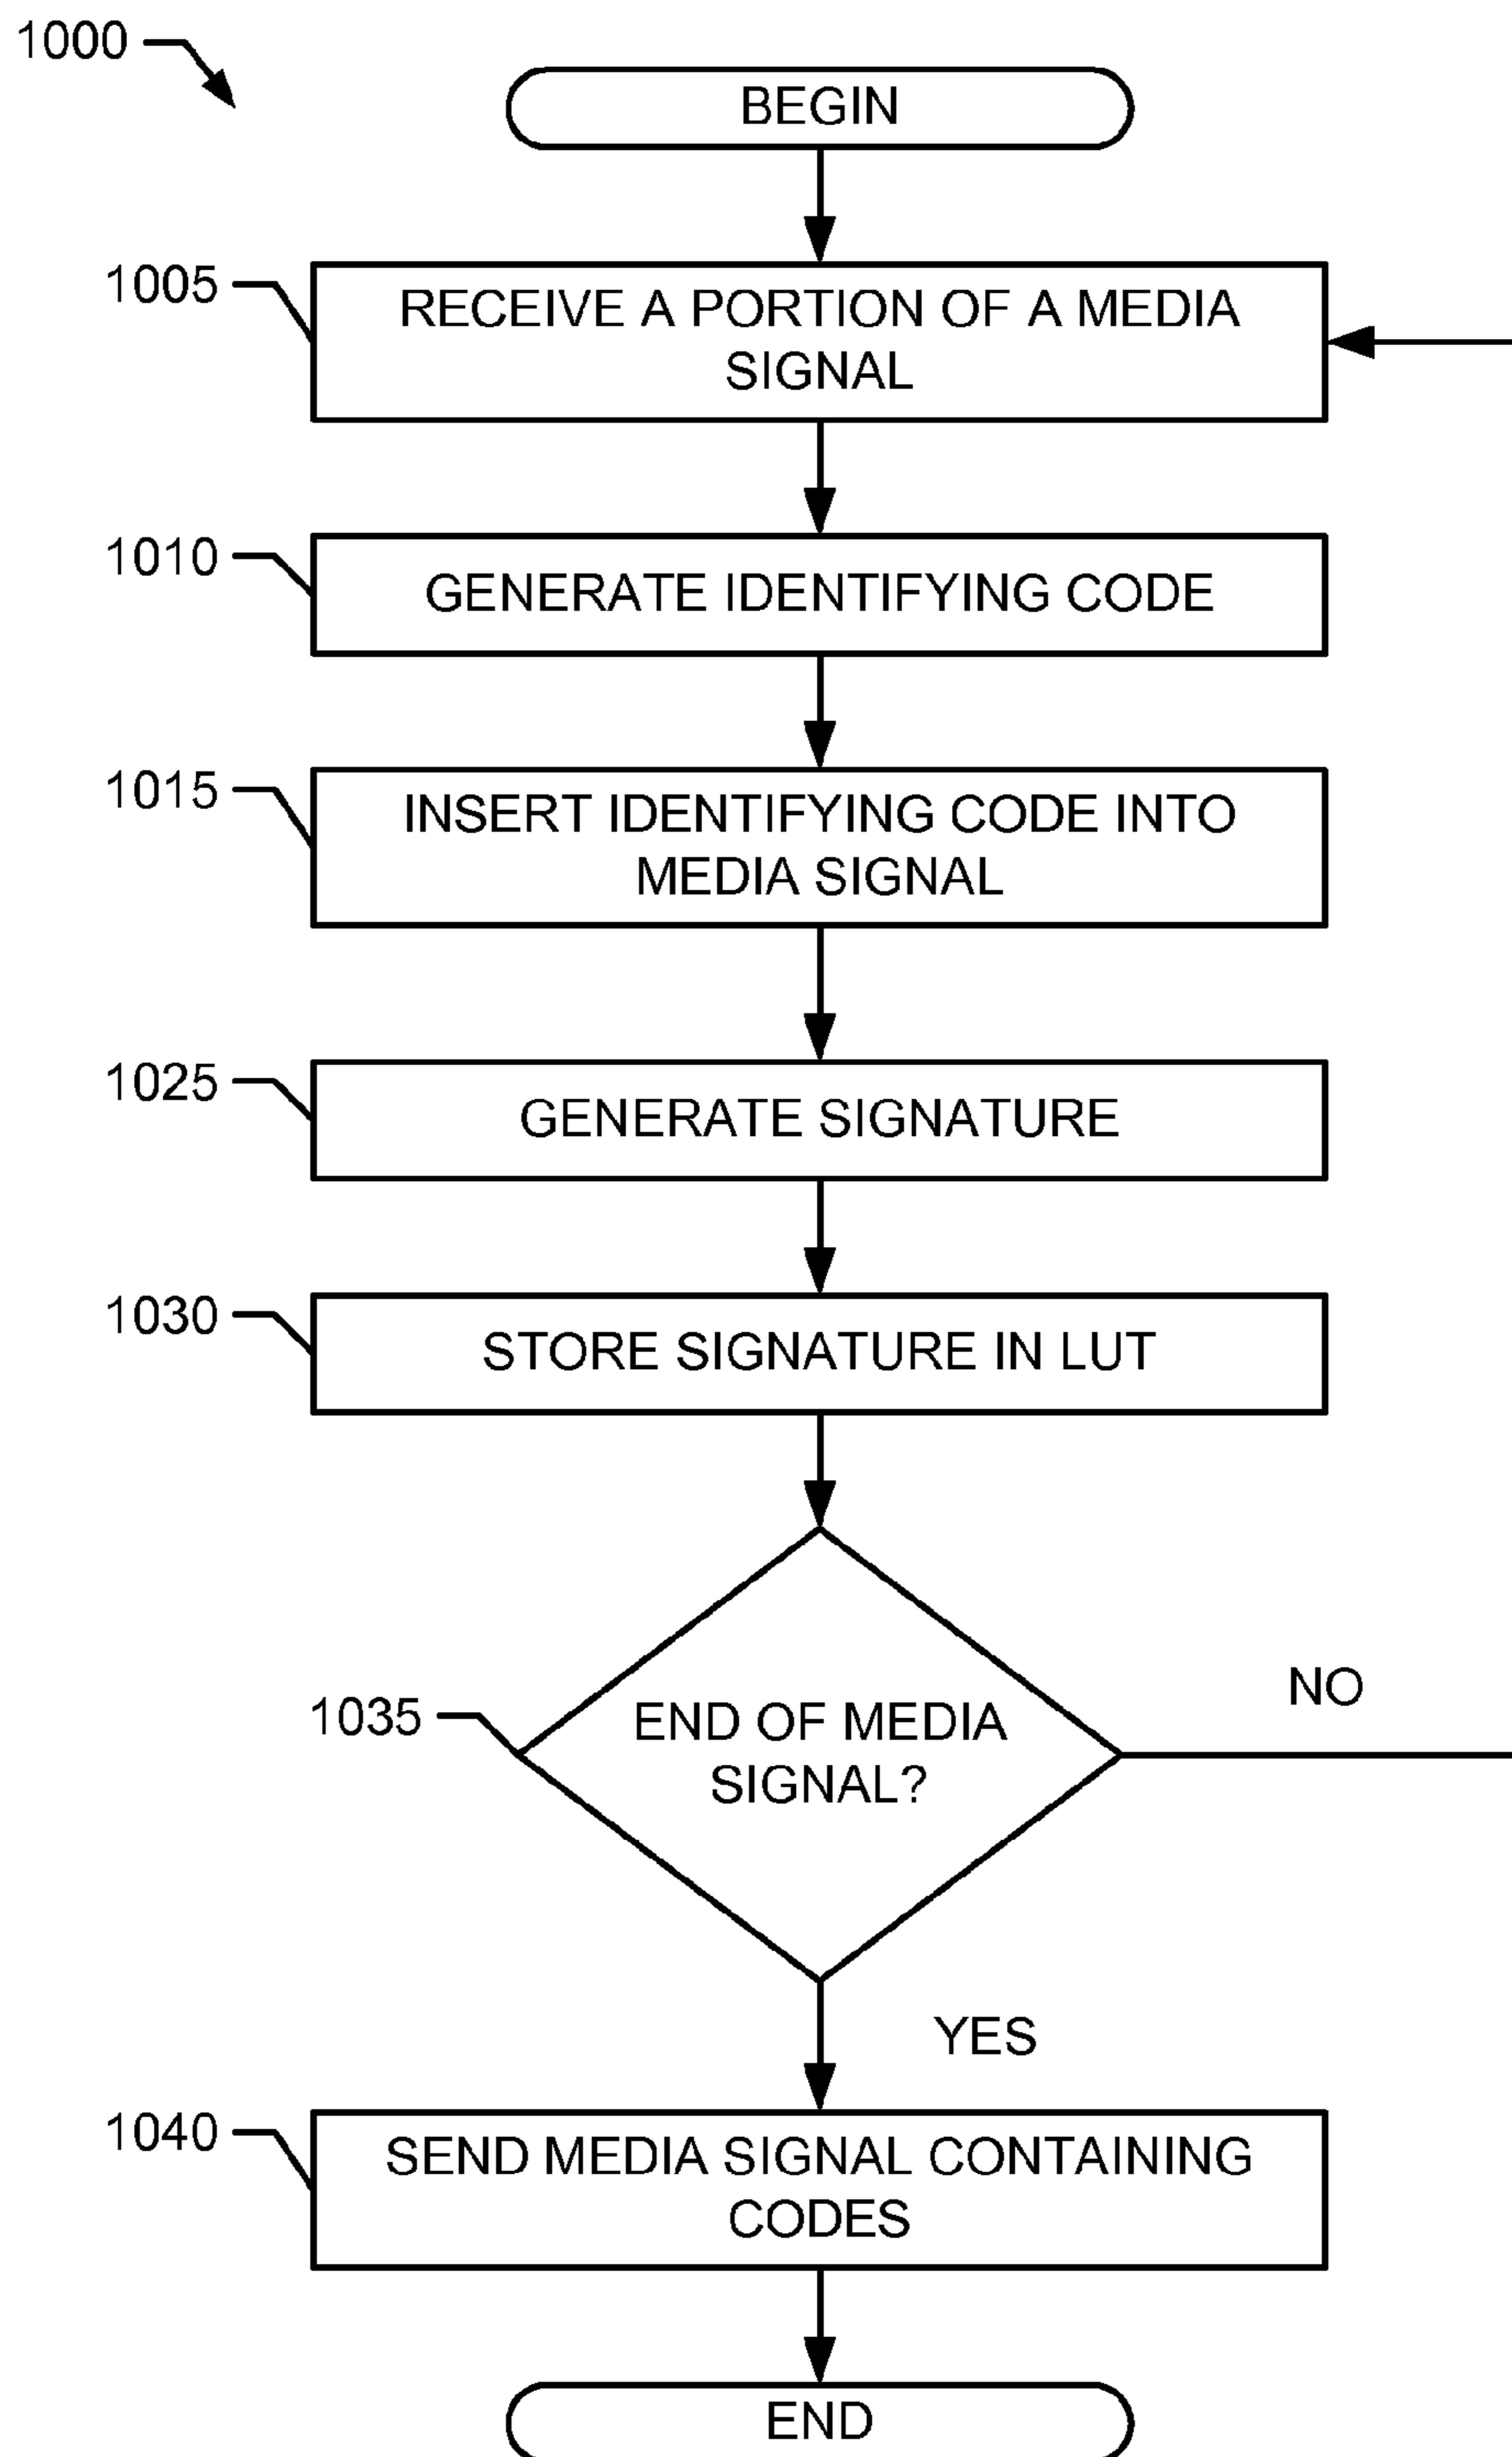 1000
BEGIN
1005
RECEIVE A PORTION OF A MEDIA
SIGNAL
1010
GENERATE IDENTIFYING CODE
1015
INSERT IDENTIFYING CODE INTO
MEDIA SIGNAL
1025
GENERATE SIGNATURE
1030
STORE SIGNATURE IN LUT
1035
END OF MEDIA
SIGNAL?
NO
YES
1040
SEND MEDIA SIGNAL CONTAINING
CODES
END